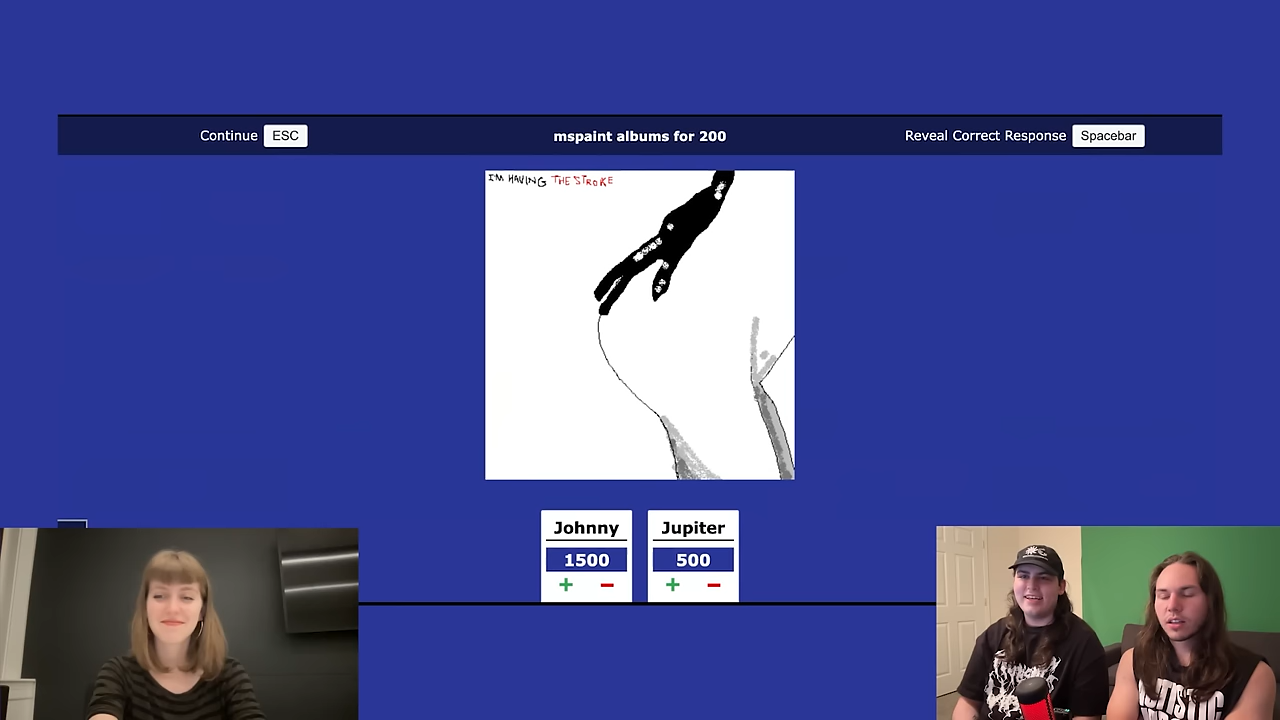 Continue ESC
mspaint albums for 200
Reveal Correct Response Spacebar
I'M HAVING THE STROKE
Johnny
1500
+ −
Jupiter
500
+ −